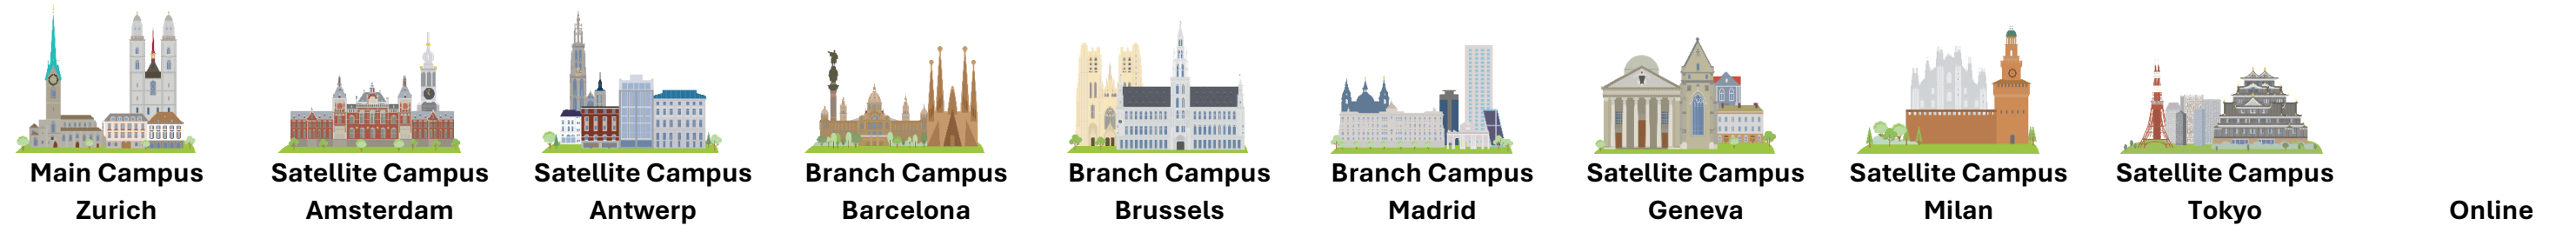 Main Campus
Zurich
Satellite Campus
Amsterdam
Satellite Campus
Antwerp
Branch Campus
Barcelona
Branch Campus
Brussels
Branch Campus
Madrid
Satellite Campus
Geneva
Satellite Campus
Milan
Satellite Campus
Tokyo
Online